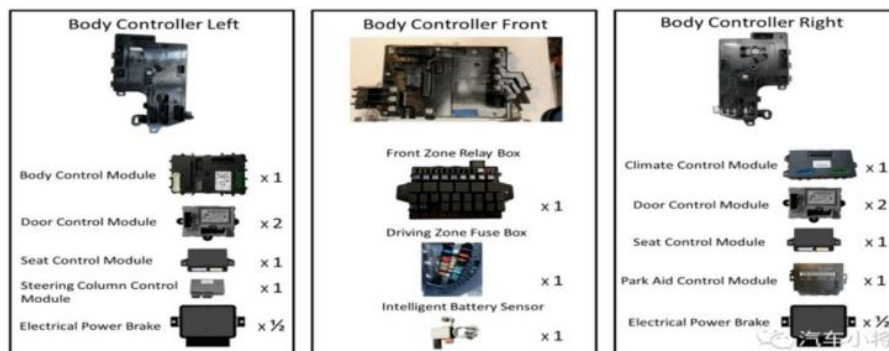 Body Controller Left
Body Control Module x 1
Door Control Module x 2
Seat Control Module x 1
Steering Column Control
Module x 1
Electrical Power Brake x ½
Body Controller Front
Front Zone Relay Box
x 1
Driving Zone Fuse Box
x 1
Intelligent Battery Sensor
x 1
Body Controller Right
Climate Control Module x 1
Door Control Module x 2
Seat Control Module x 1
Park Aid Control Module x 1
Electrical Power Brake x ½
汽车小将